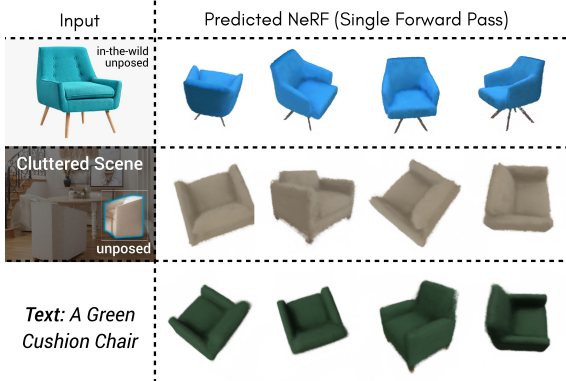 Input
Predicted NeRF (Single Forward Pass)
in-the-wild
unposed
Cluttered Scene
unposed
Text: A Green
Cushion Chair